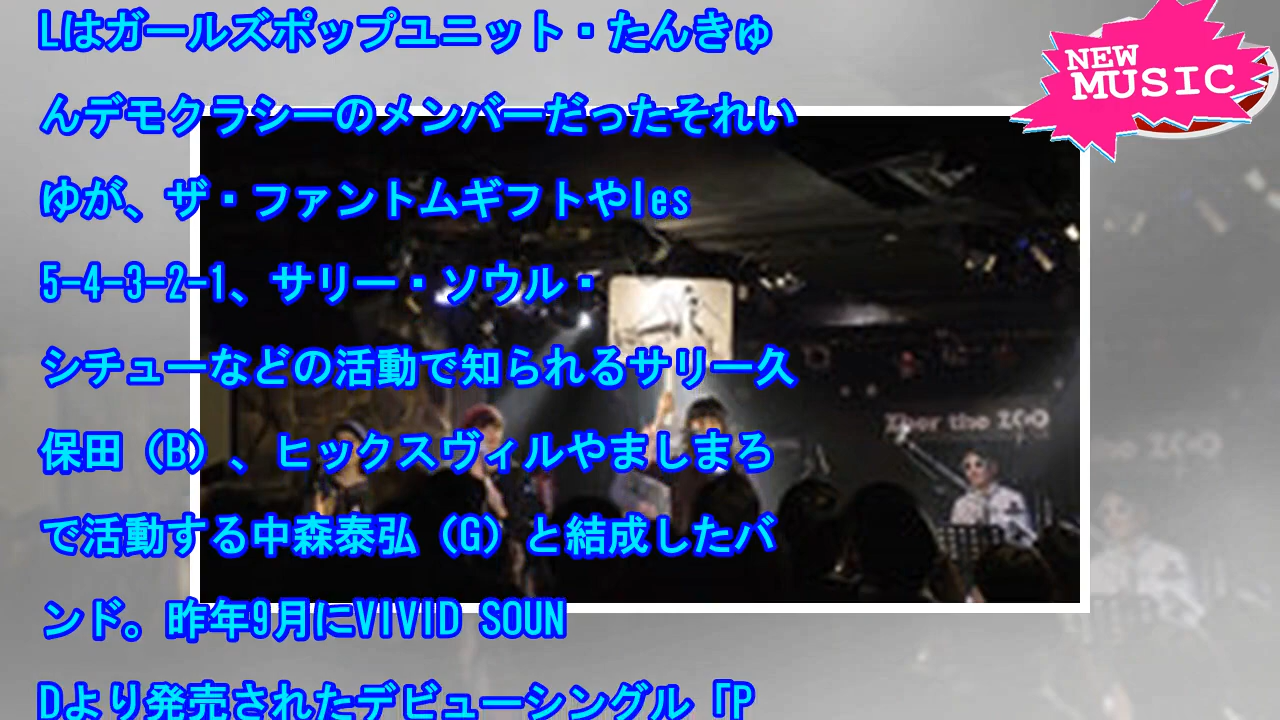 Lはガールズポップユニット・たんきゅ
んデモクラシーのメンバーだったそれい
ゆが、ザ・ファントムギフトやles
5-4-3-2-1、サリー・ソウル・
シチューなどの活動で知られるサリー久
保田（B）、ヒックスヴィルやましまろ
で活動する中森泰弘（G）と結成したバ
ンド。昨年9月にVIVID SOUN
Dより発売されたデビューシングル「P
NEW
MUSIC
the